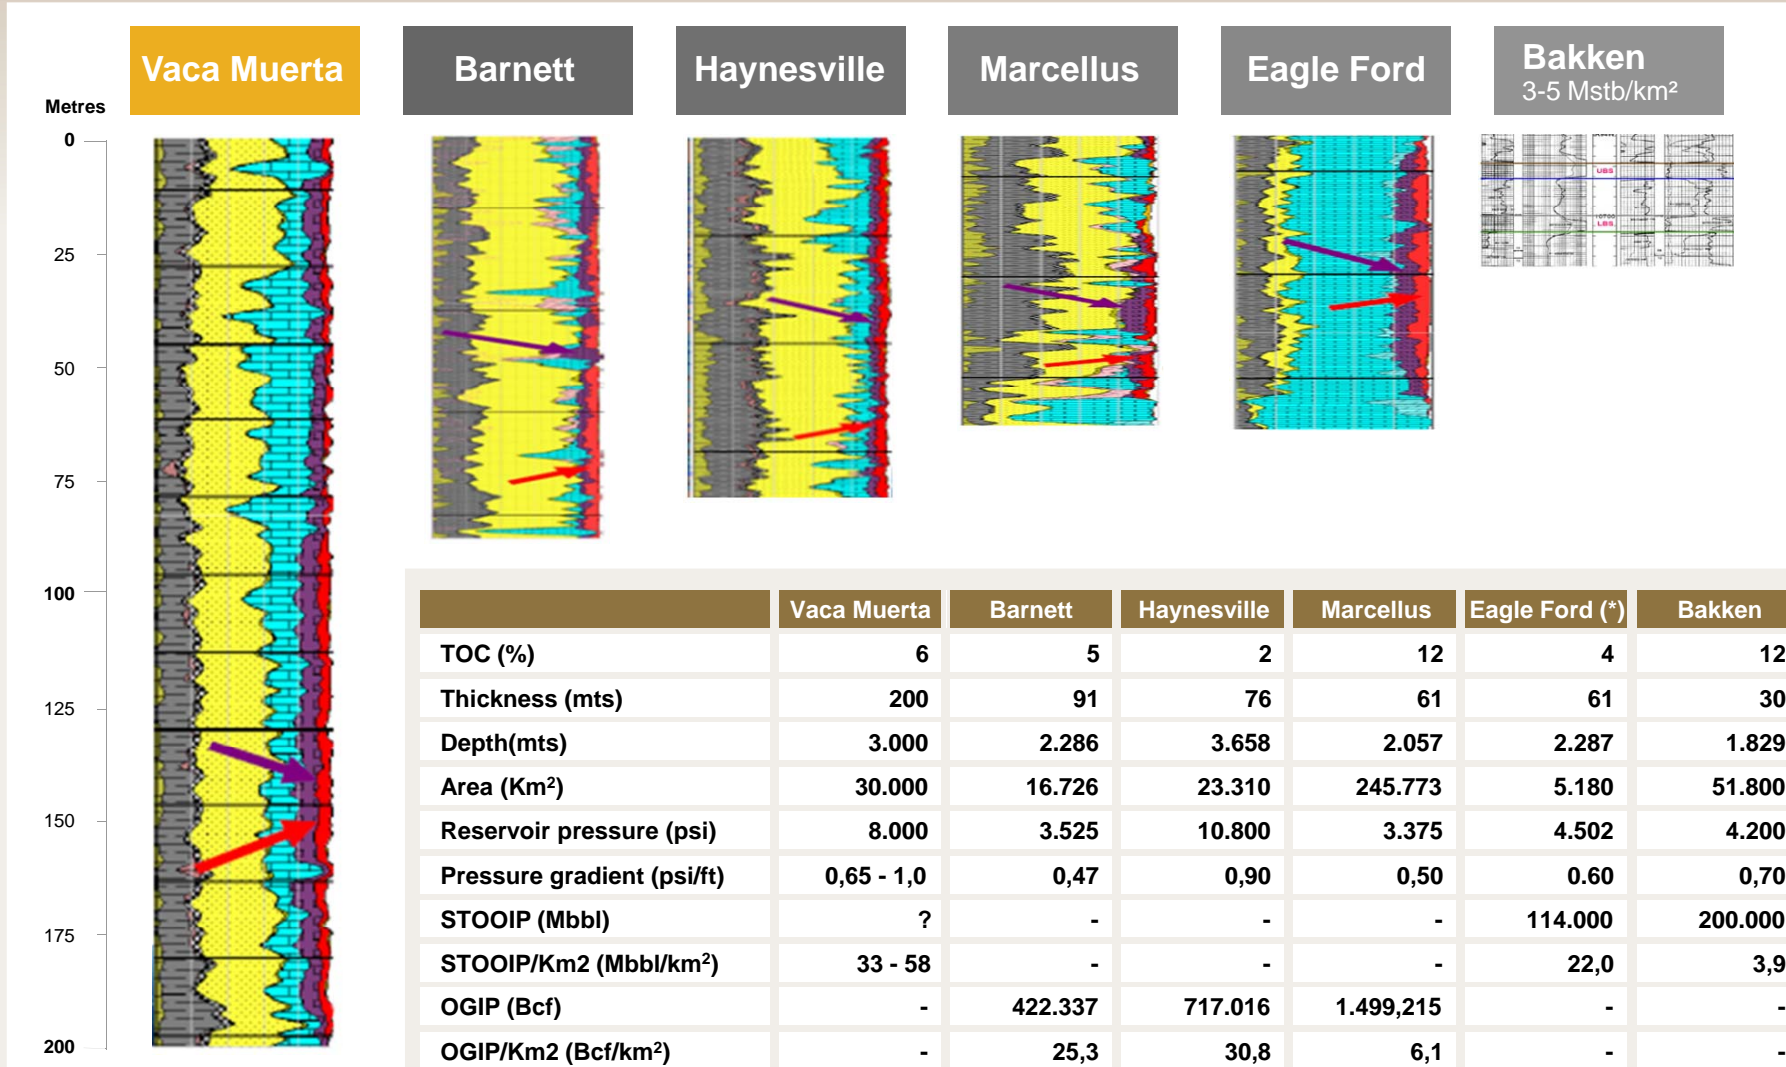 Vaca Muerta
Barnett
Haynesville
Marcellus
Eagle Ford
Bakken
3-5 Mstb/km²
Metres
0
25
50
75
100
125
150
175
200
UBS
LBS
Vaca Muerta Barnett Haynesville Marcellus Eagle Ford (*) Bakken
TOC (%) 6 5 2 12 4 12
Thickness (mts) 200 91 76 61 61 30
Depth(mts) 3.000 2.286 3.658 2.057 2.287 1.829
Area (Km²) 30.000 16.726 23.310 245.773 5.180 51.800
Reservoir pressure (psi) 8.000 3.525 10.800 3.375 4.502 4.200
Pressure gradient (psi/ft) 0,65 - 1,0 0,47 0,90 0,50 0.60 0,70
STOOIP (Mbbl) ? - - - 114.000 200.000
STOOIP/Km2 (Mbbl/km²) 33 - 58 - - - 22,0 3,9
OGIP (Bcf) - 422.337 717.016 1.499,215 - -
OGIP/Km2 (Bcf/km²) - 25,3 30,8 6,1 - -